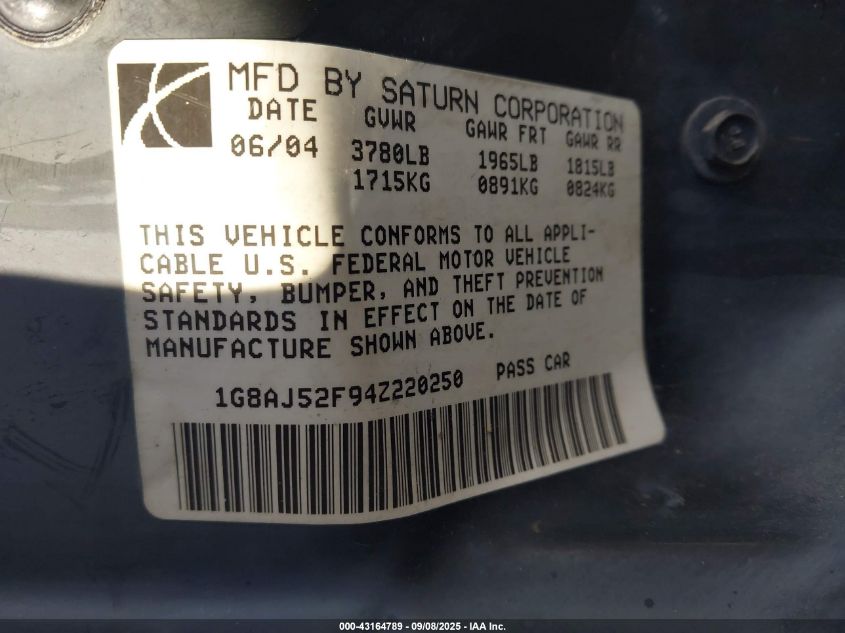 MFD BY SATURN CORPORATION
DATE GVWR GAWR FRT GAWR RR
06/04 3780LB 1965LB 1815LB
1715KG 0891KG 0824KG
THIS VEHICLE CONFORMS TO ALL APPLI-
CABLE U.S. FEDERAL MOTOR VEHICLE
SAFETY, BUMPER, AND THEFT PREVENTION
STANDARDS IN EFFECT ON THE DATE OF
MANUFACTURE SHOWN ABOVE.
1G8AJ52F94Z220250 PASS CAR
000-43164789 - 09/08/2025 - IAA Inc.